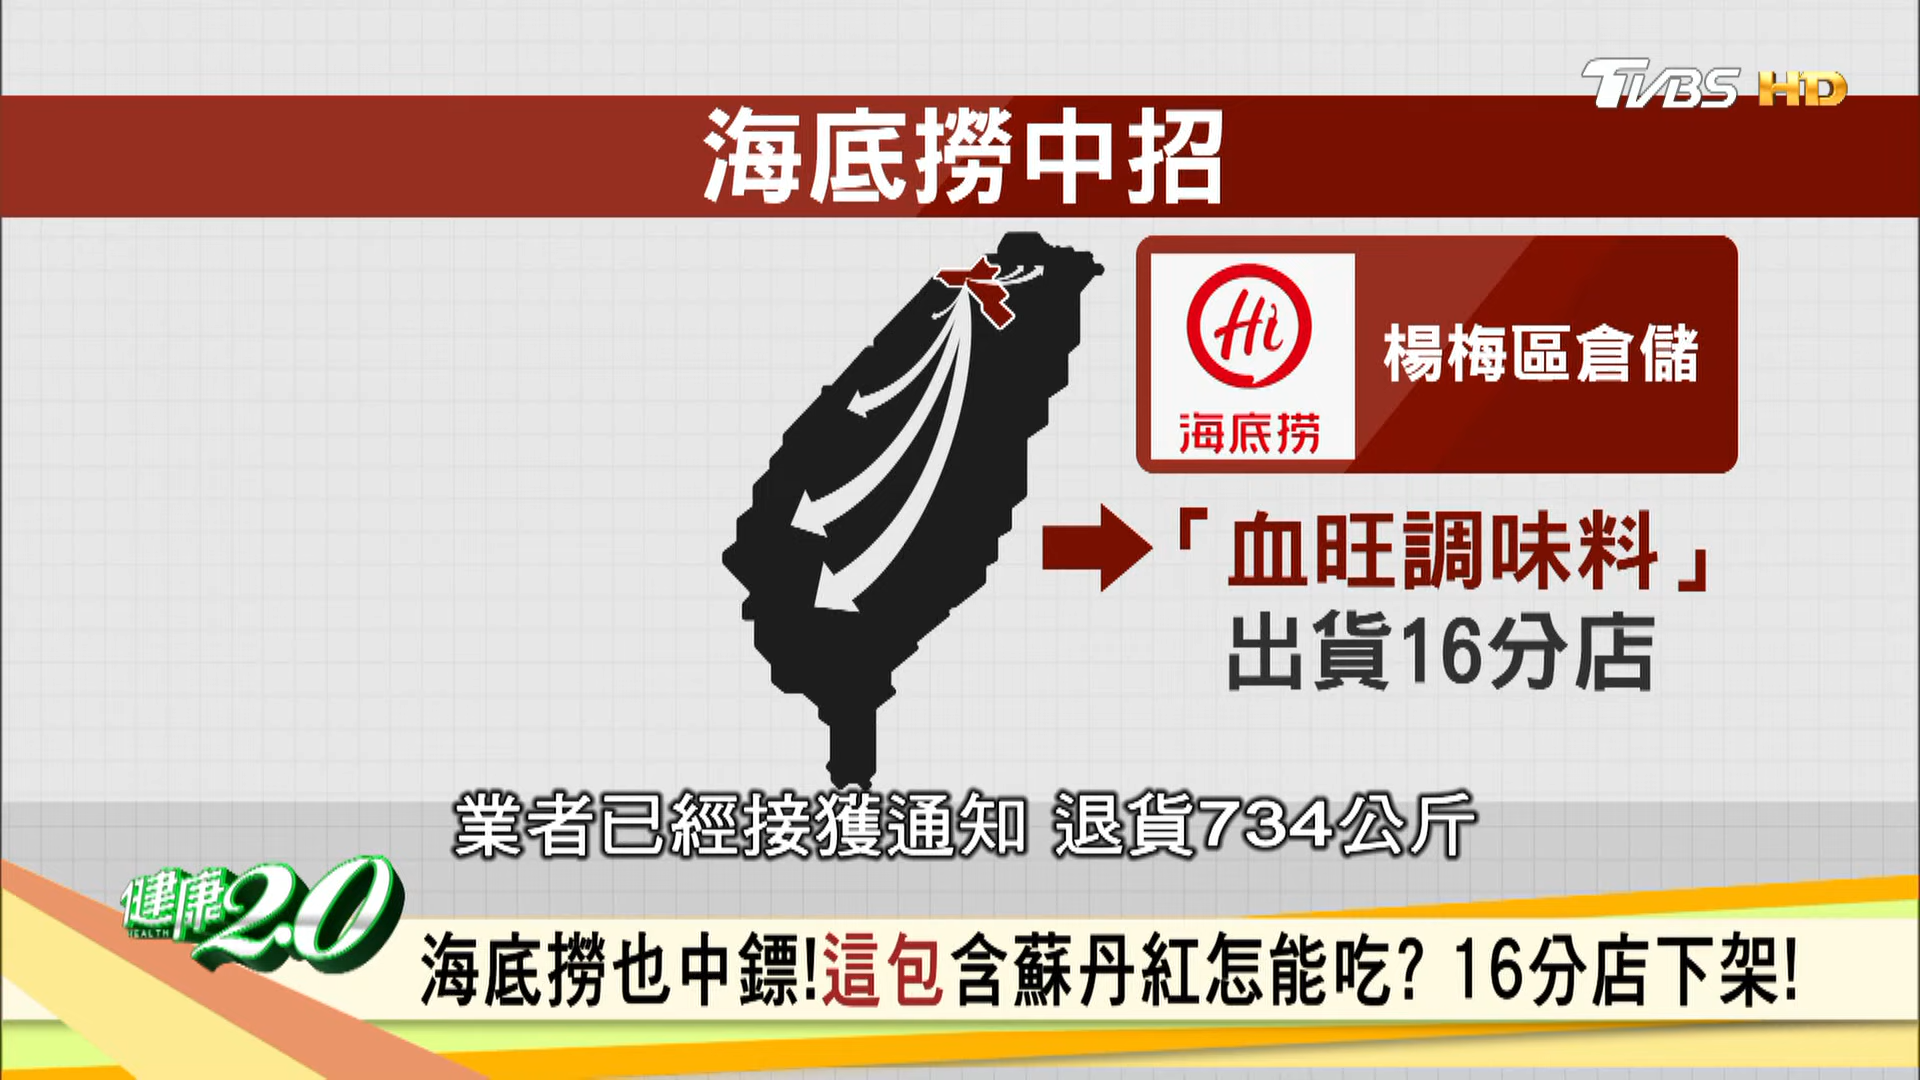 TVBS HD
海底撈中招
Hi
海底捞
楊梅區倉儲
「血旺調味料」
出貨16分店
業者已經接獲通知 退貨734公斤
健康2.0
HEALTH
海底撈也中鏢!這包含蘇丹紅怎能吃? 16分店下架!